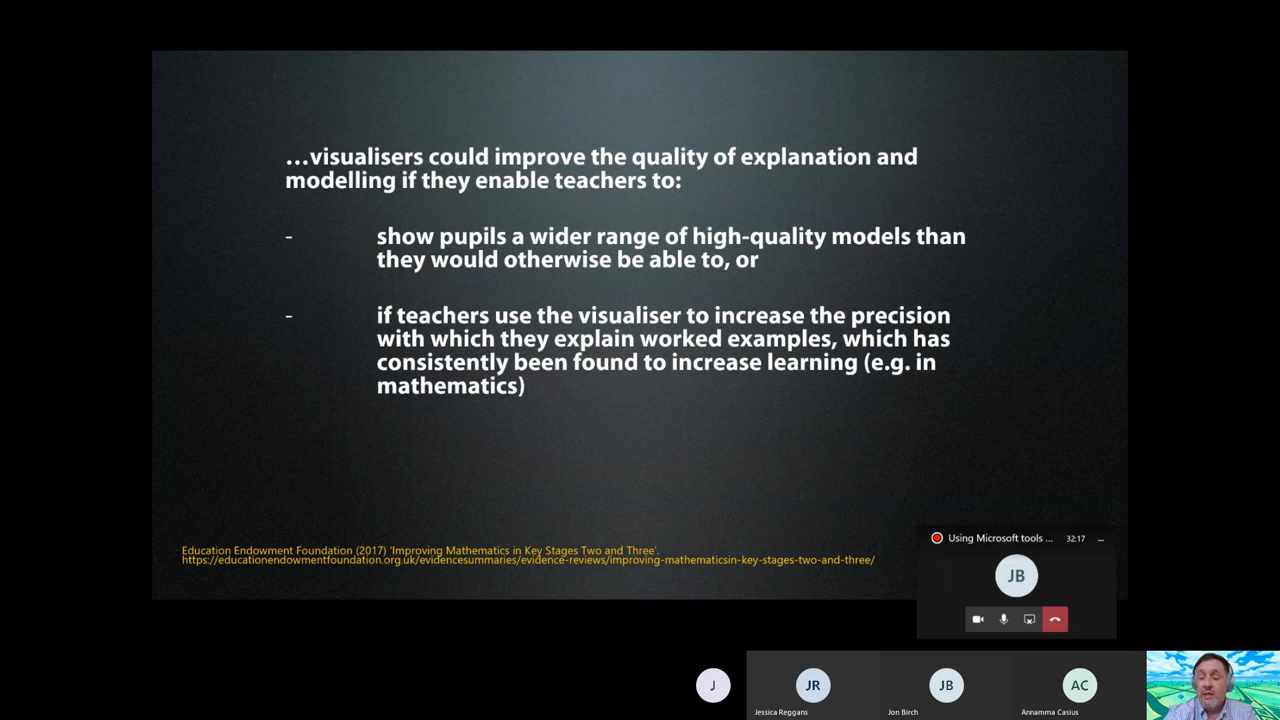 ...visualisers could improve the quality of explanation and
modelling if they enable teachers to:
- show pupils a wider range of high-quality models than
they would otherwise be able to, or
- if teachers use the visualiser to increase the precision
with which they explain worked examples, which has
consistently been found to increase learning (e.g. in
mathematics)
Education Endowment Foundation (2017) 'Improving Mathematics in Key Stages Two and Three',
https://educationendowmentfoundation.org.uk/evidencesummaries/evidence-reviews/improving-mathematicsin-key-stages-two-and-three/
Using Microsoft tools ... 32:17
JB
J
JR
JB
AC
Jessica Reggans
Jon Birch
Annamma Casius